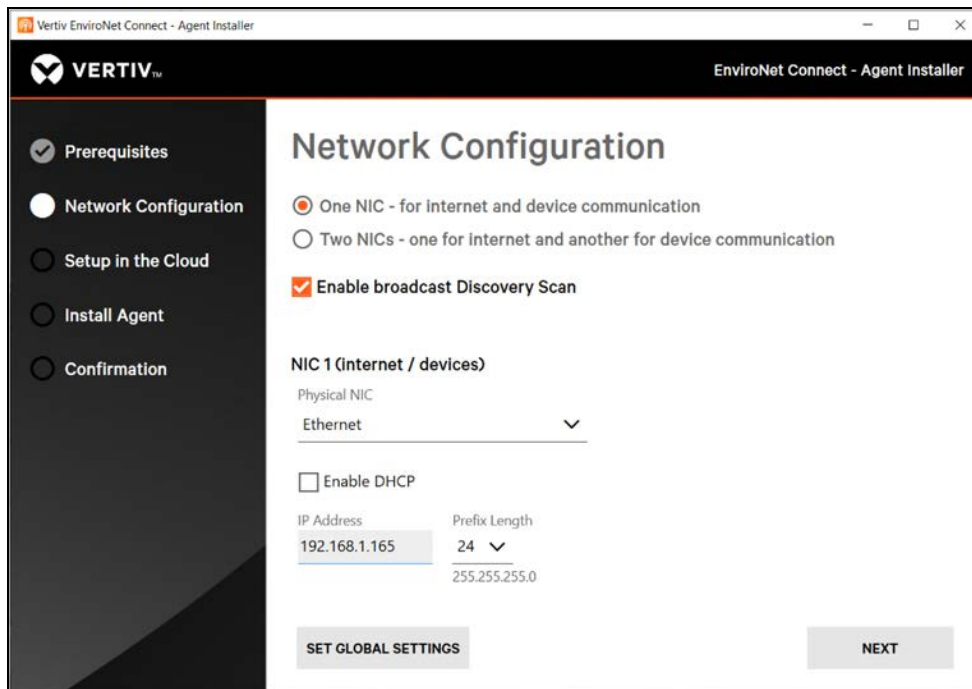 Vertiv EnviroNet Connect - Agent Installer
VERTIV™
EnviroNet Connect - Agent Installer
Prerequisites
Network Configuration
Setup in the Cloud
Install Agent
Confirmation
Network Configuration
One NIC - for internet and device communication
Two NICs - one for internet and another for device communication
Enable broadcast Discovery Scan
NIC 1 (internet / devices)
Physical NIC
Ethernet
Enable DHCP
IP Address Prefix Length
192.168.1.165 24
255.255.255.0
SET GLOBAL SETTINGS NEXT